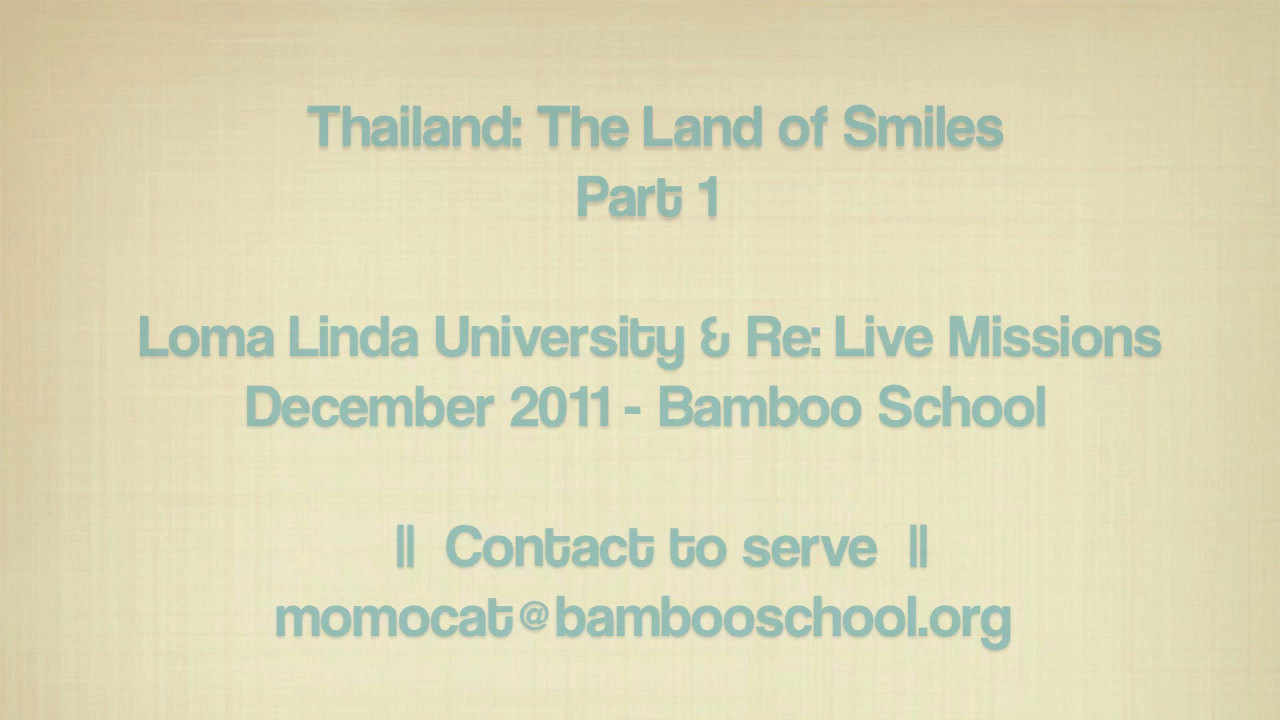 Thailand: The Land of Smiles
Part 1
Loma Linda University & Re: Live Missions
December 2011 - Bamboo School
|| Contact to serve ||
momocat@bambooschool.org